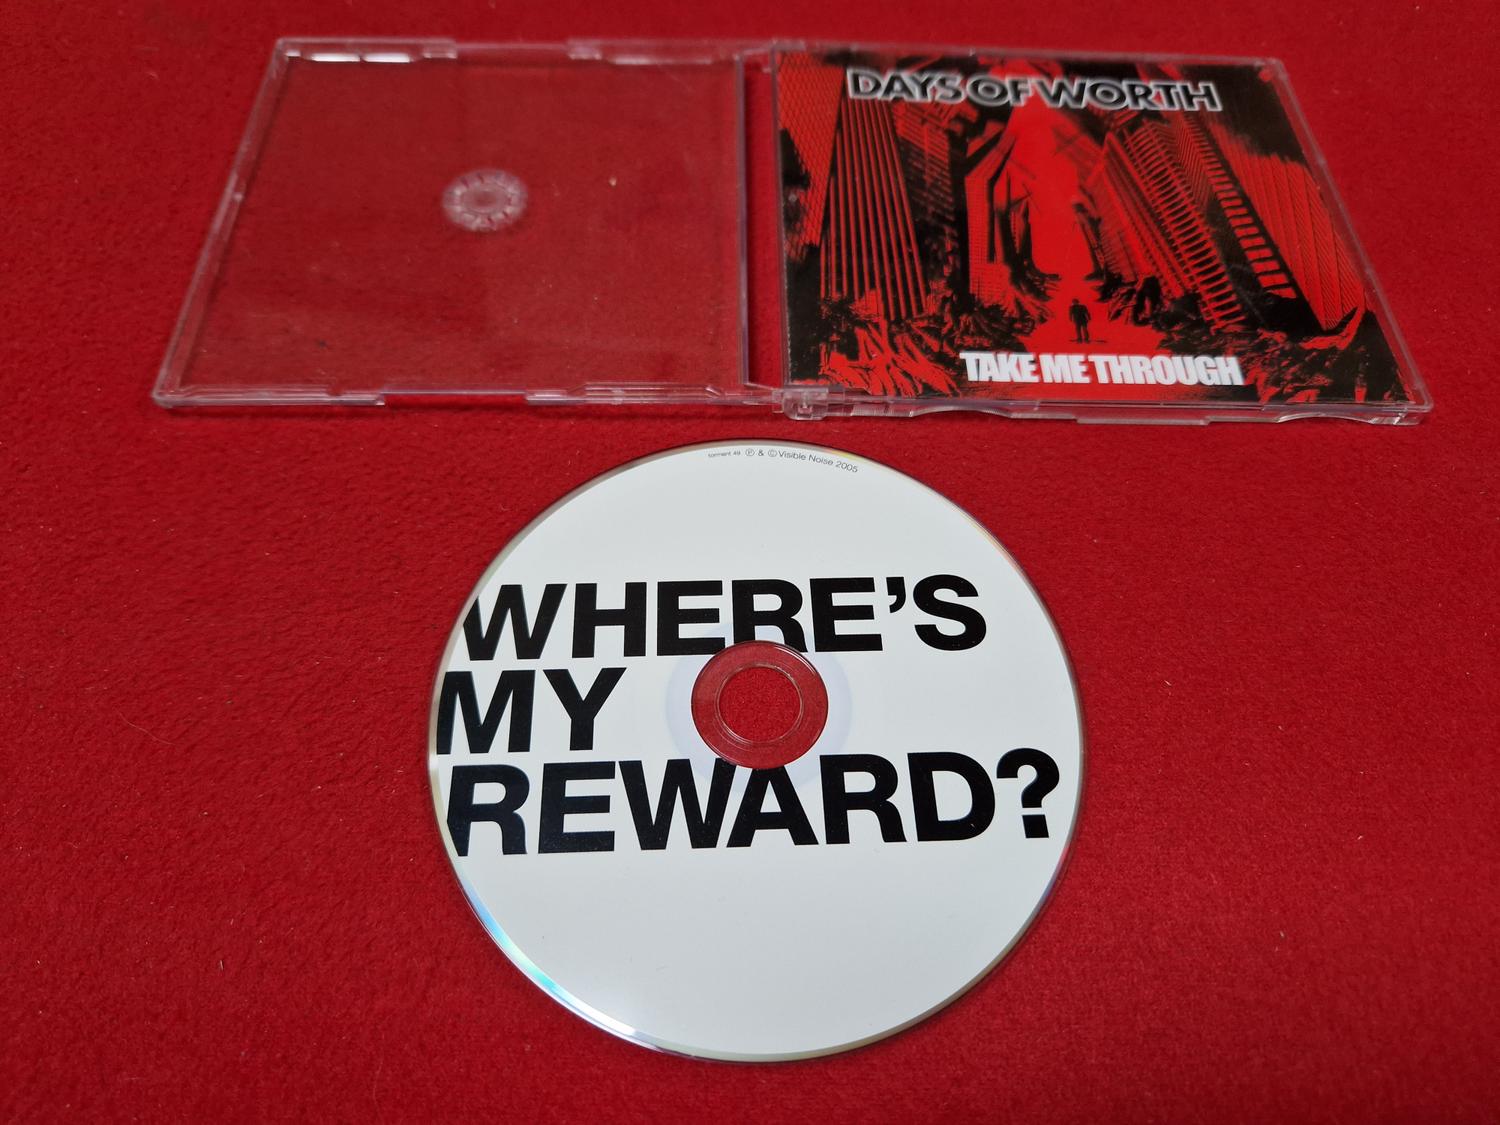 DAYS OF WORTH
TAKE ME THROUGH
torment 49 ℗ & © Visible Noise 2005
WHERE'S
MY
REWARD?